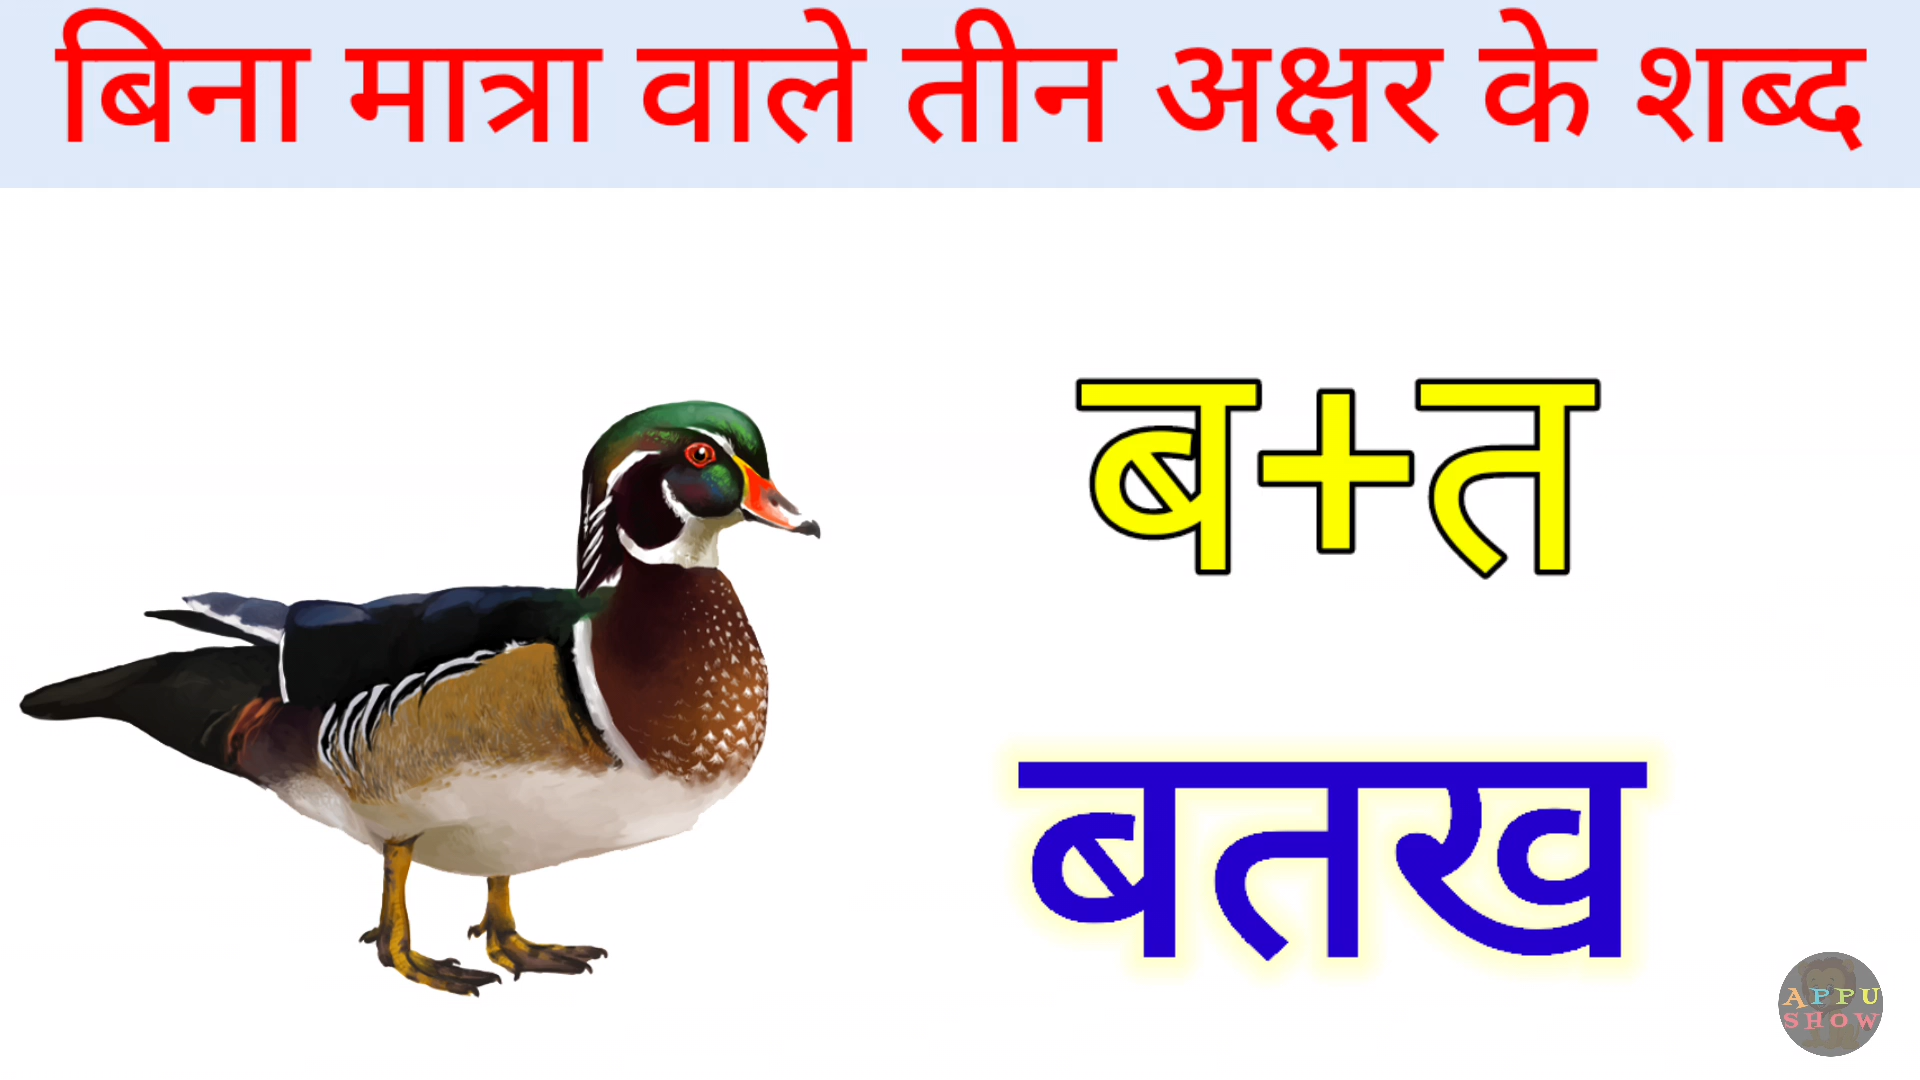 बिना मात्रा वाले तीन अक्षर के शब्द
ब+त
बतख
APPU
SHOW